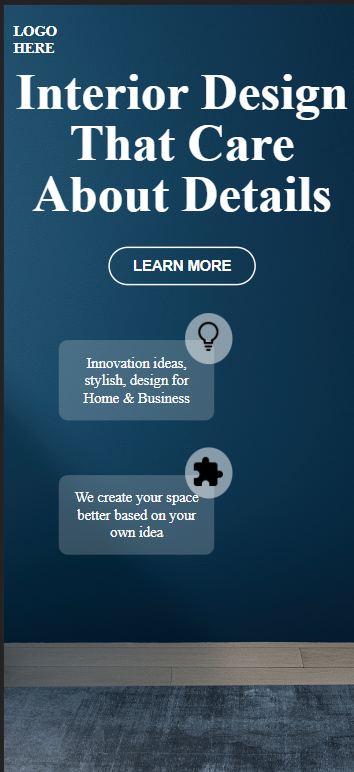 LOGO
HERE
Interior Design
That Care
About Details
LEARN MORE
Innovation ideas,
stylish, design for
Home & Business
We create your space
better based on your
own idea